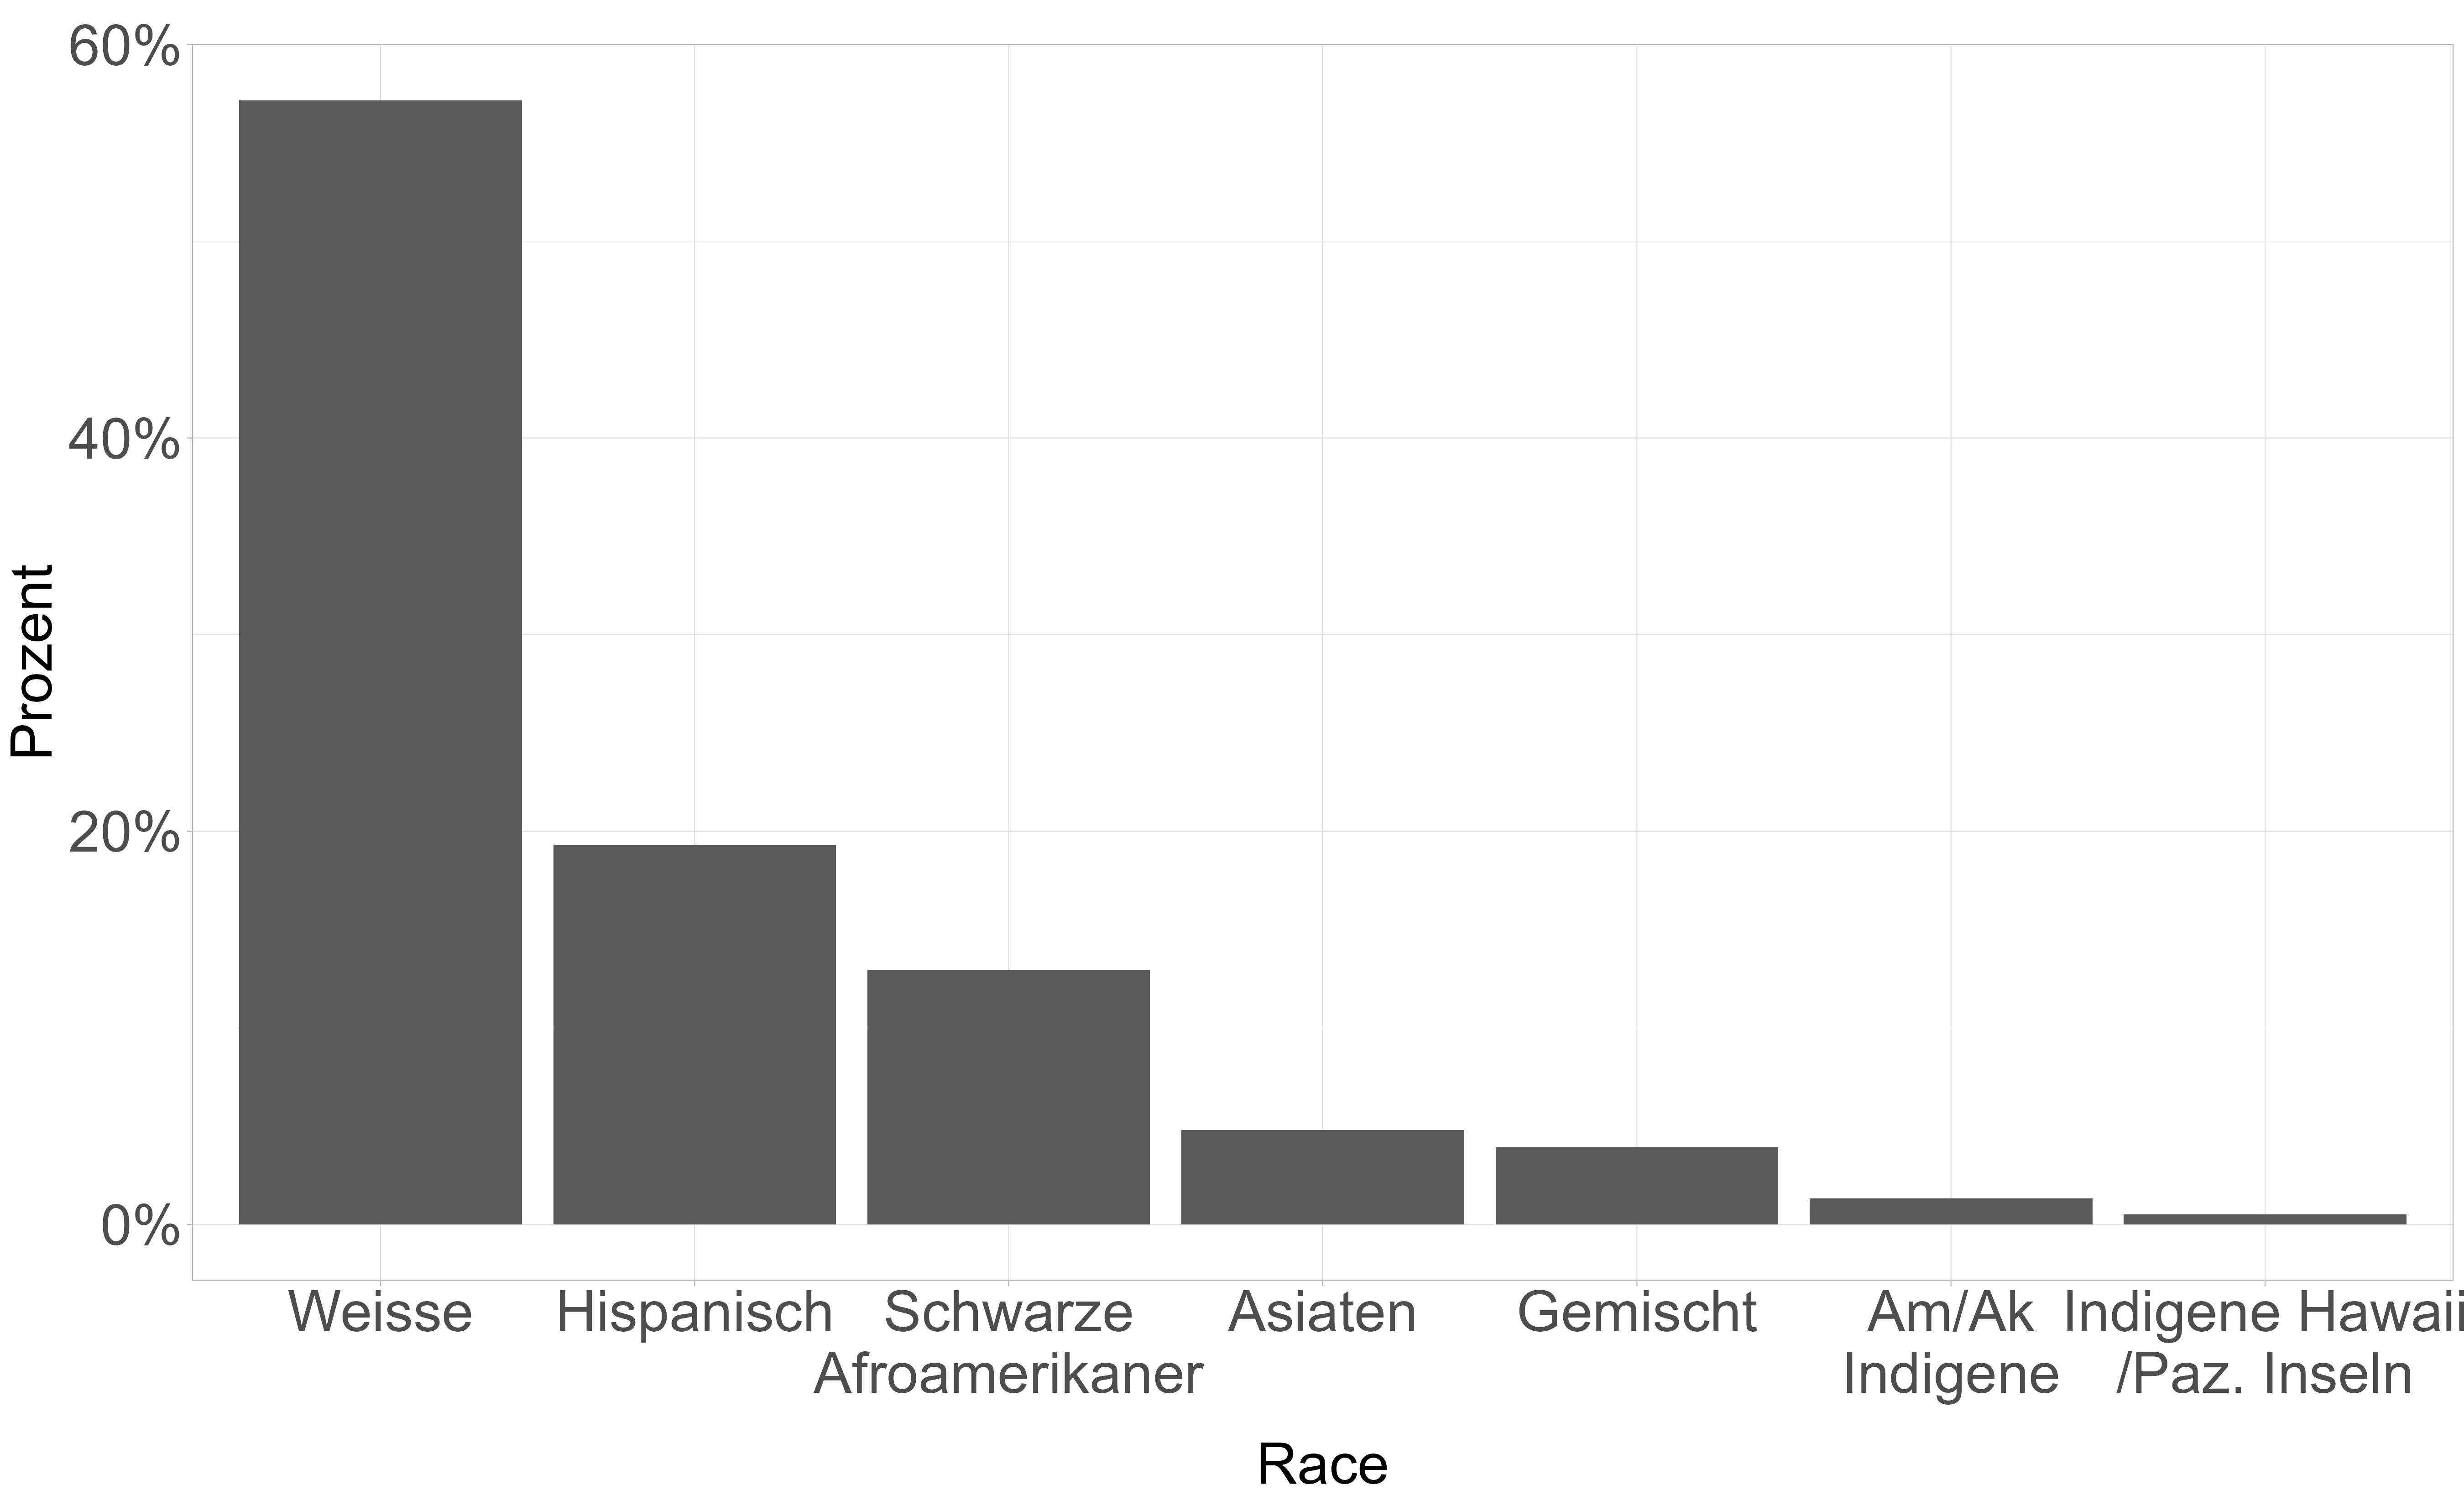 60%
40%
20%
0%
Prozent
Weisse
Hispanisch
Schwarze
Afroamerikaner
Asiaten
Gemischt
Am/Ak
Indigene
Indigene Hawaii
/Paz. Inseln
Race